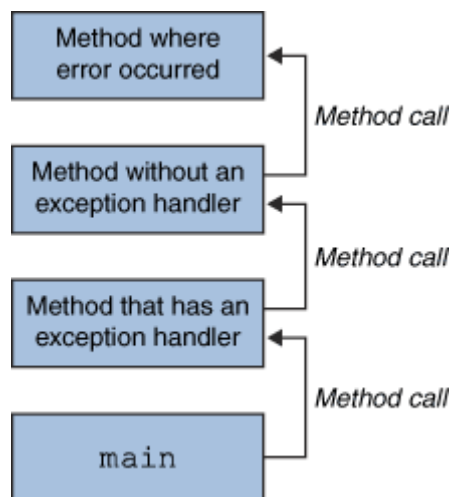 Method where
error occurred
Method call
Method without an
exception handler
Method call
Method that has an
exception handler
Method call
main